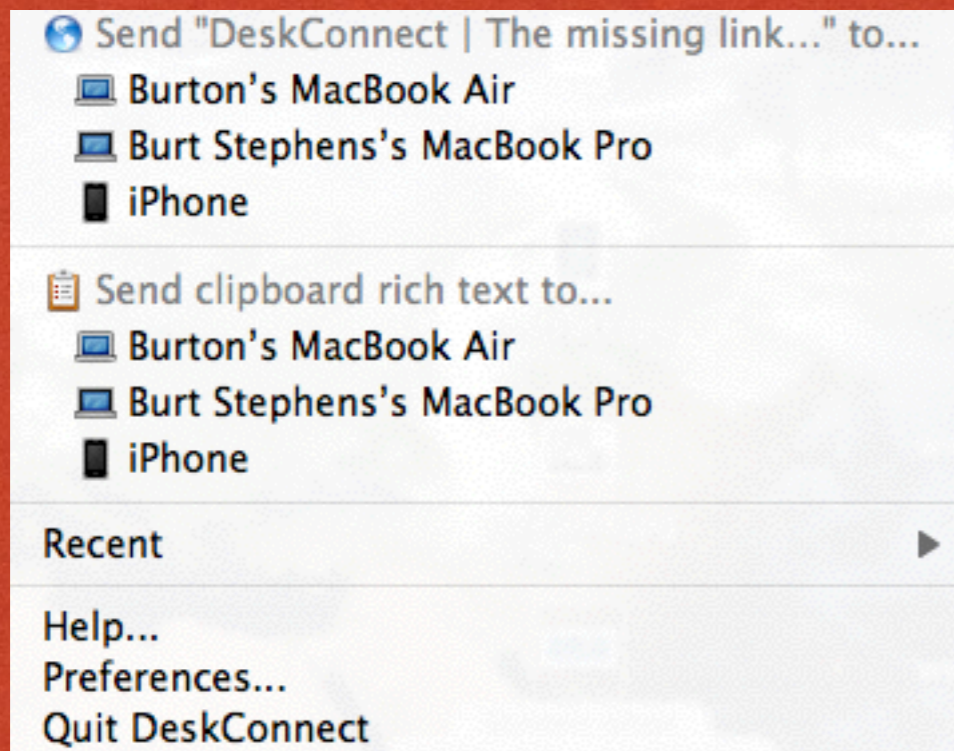 Send "DeskConnect | The missing link..." to...
Burton’s MacBook Air
Burt Stephens’s MacBook Pro
iPhone
Send clipboard rich text to...
Burton’s MacBook Air
Burt Stephens’s MacBook Pro
iPhone
Recent
Help...
Preferences...
Quit DeskConnect